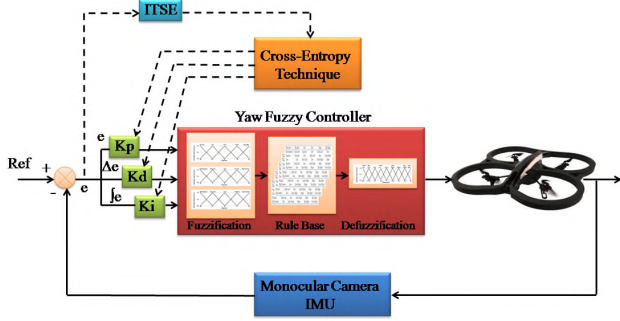 ITSE
Cross-Entropy
Technique
Yaw Fuzzy Controller
Ref
+
-
e
e
Kp
Δe
Kd
∫e
Ki
Fuzzification
Rule Base
Defuzzification
Monocular Camera
IMU